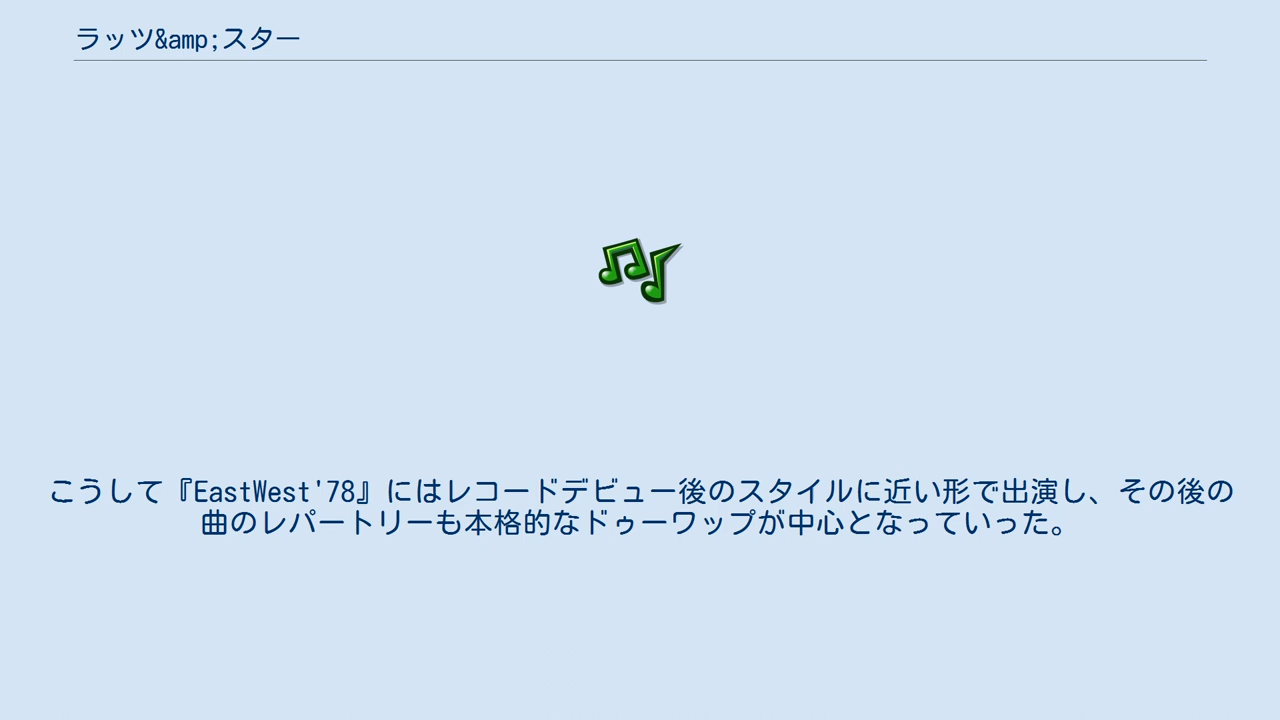 ラッツ&amp;スター
こうして『EastWest'78』にはレコードデビュー後のスタイルに近い形で出演し、その後の
曲のレパートリーも本格的なドゥーワップが中心となっていった。